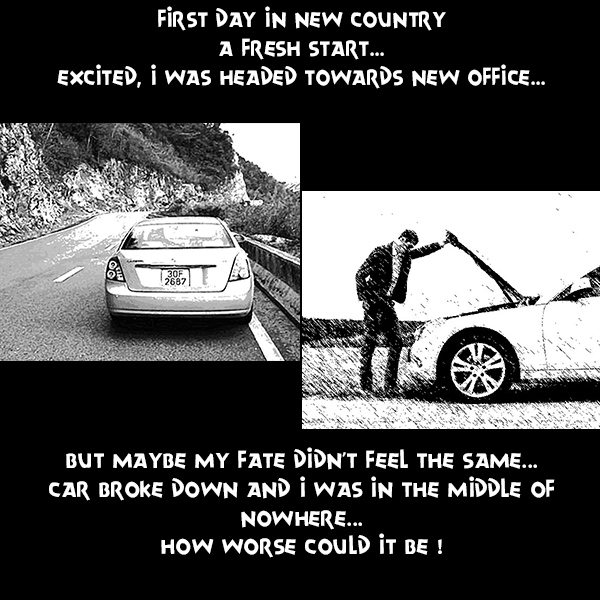 FIRST DAY IN NEW COUNTRY
A FRESH START...
EXCITED, I WAS HEADED TOWARDS NEW OFFICE...
30F
2687
BUT MAYBE MY FATE DIDN'T FEEL THE SAME...
CAR BROKE DOWN AND I WAS IN THE MIDDLE OF
NOWHERE...
HOW WORSE COULD IT BE !